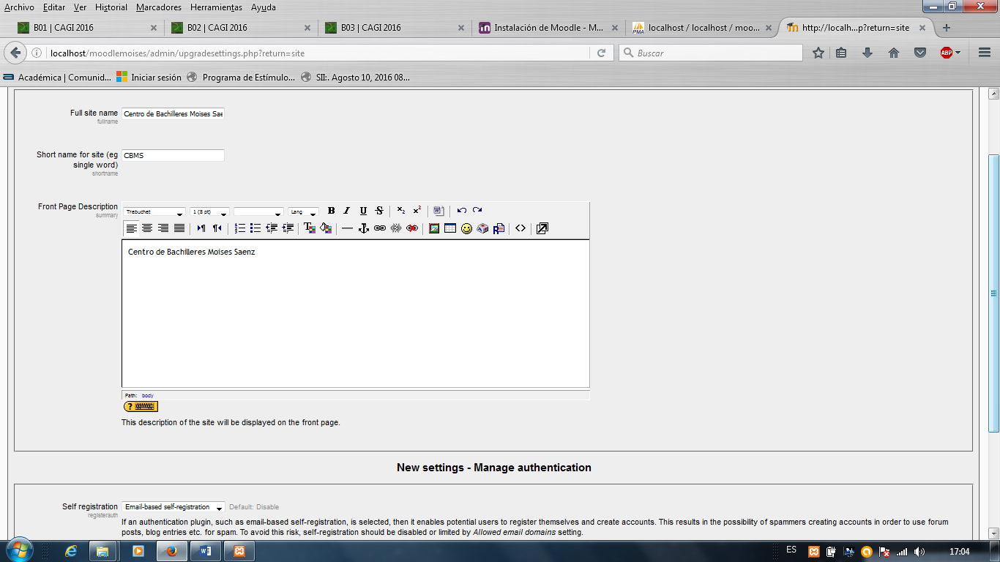 Archivo Editar Ver Historial Marcadores Herramientas Ayuda
B01 | CAGI 2016
B02 | CAGI 2016
B03 | CAGI 2016
Instalación de Moodle - M...
localhost / localhost / moo...
http://localh...p?return=site
localhost/moodlemoises/admin/upgradesettings.php?return=site
Buscar
ABP
Académica | Comunid...
Iniciar sesión
Programa de Estímulo...
SII:. Agosto 10, 2016 08...
Full site name
fullname
Centro de Bachilleres Moises Sae
Short name for site (eg
single word)
shortname
CBMS
Front Page Description
summary
Trebuchet
1 (8 pt)
Lang
Centro de Bachilleres Moises Saenz
Path: body
This description of the site will be displayed on the front page.
New settings - Manage authentication
Self registration
registerauth
Email-based self-registration
Default: Disable
If an authentication plugin, such as email-based self-registration, is selected, then it enables potential users to register themselves and create accounts. This results in the possibility of spammers creating accounts in order to use forum
posts, blog entries etc. for spam. To avoid this risk, self-registration should be disabled or limited by Allowed email domains setting.
ES
17:04